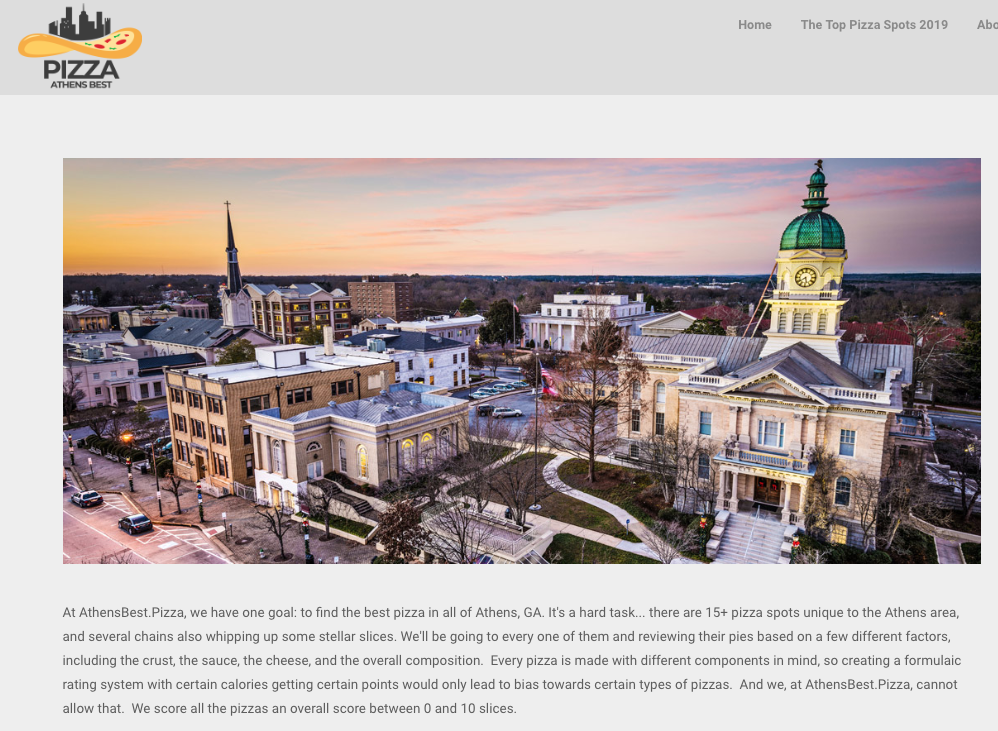 PIZZA
ATHENS BEST
Home The Top Pizza Spots 2019 Abo
At AthensBest.Pizza, we have one goal: to find the best pizza in all of Athens, GA. It's a hard task... there are 15+ pizza spots unique to the Athens area,
and several chains also whipping up some stellar slices. We'll be going to every one of them and reviewing their pies based on a few different factors,
including the crust, the sauce, the cheese, and the overall composition.  Every pizza is made with different components in mind, so creating a formulaic
rating system with certain calories getting certain points would only lead to bias towards certain types of pizzas.  And we, at AthensBest.Pizza, cannot
allow that.  We score all the pizzas an overall score between 0 and 10 slices.